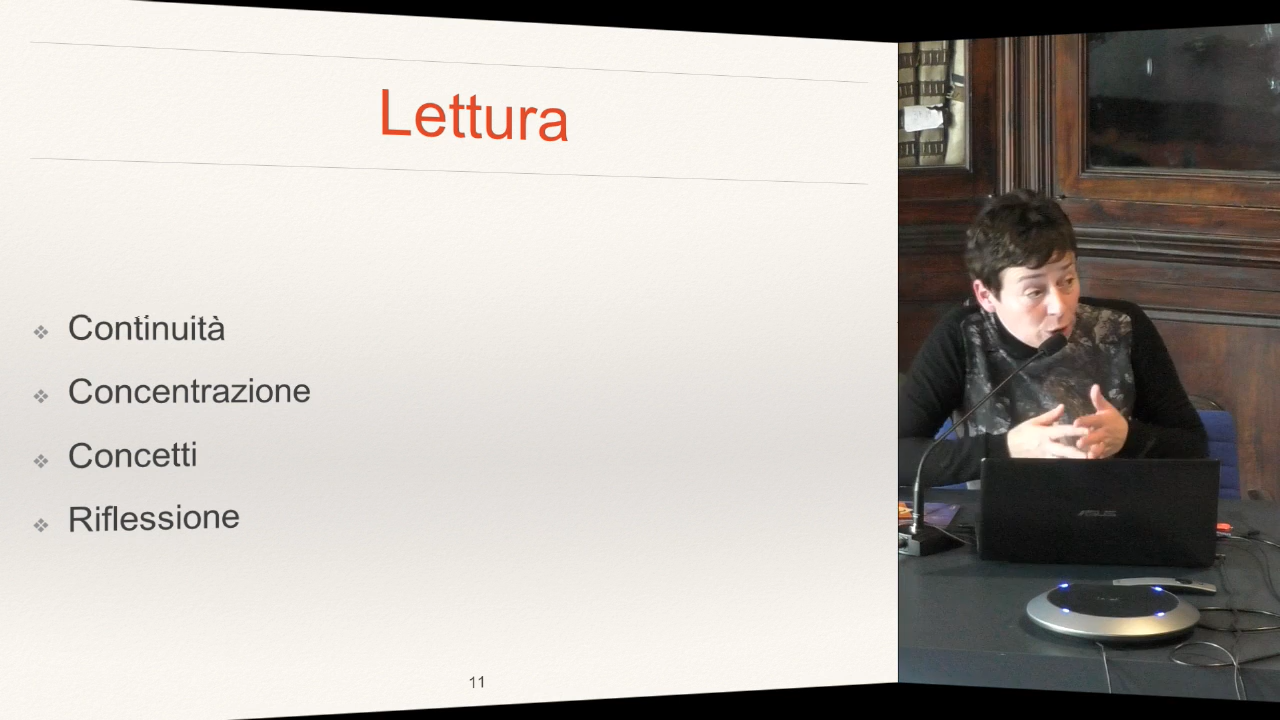 Lettura
Continuità
Concentrazione
Concetti
Riflessione
11
ASUS